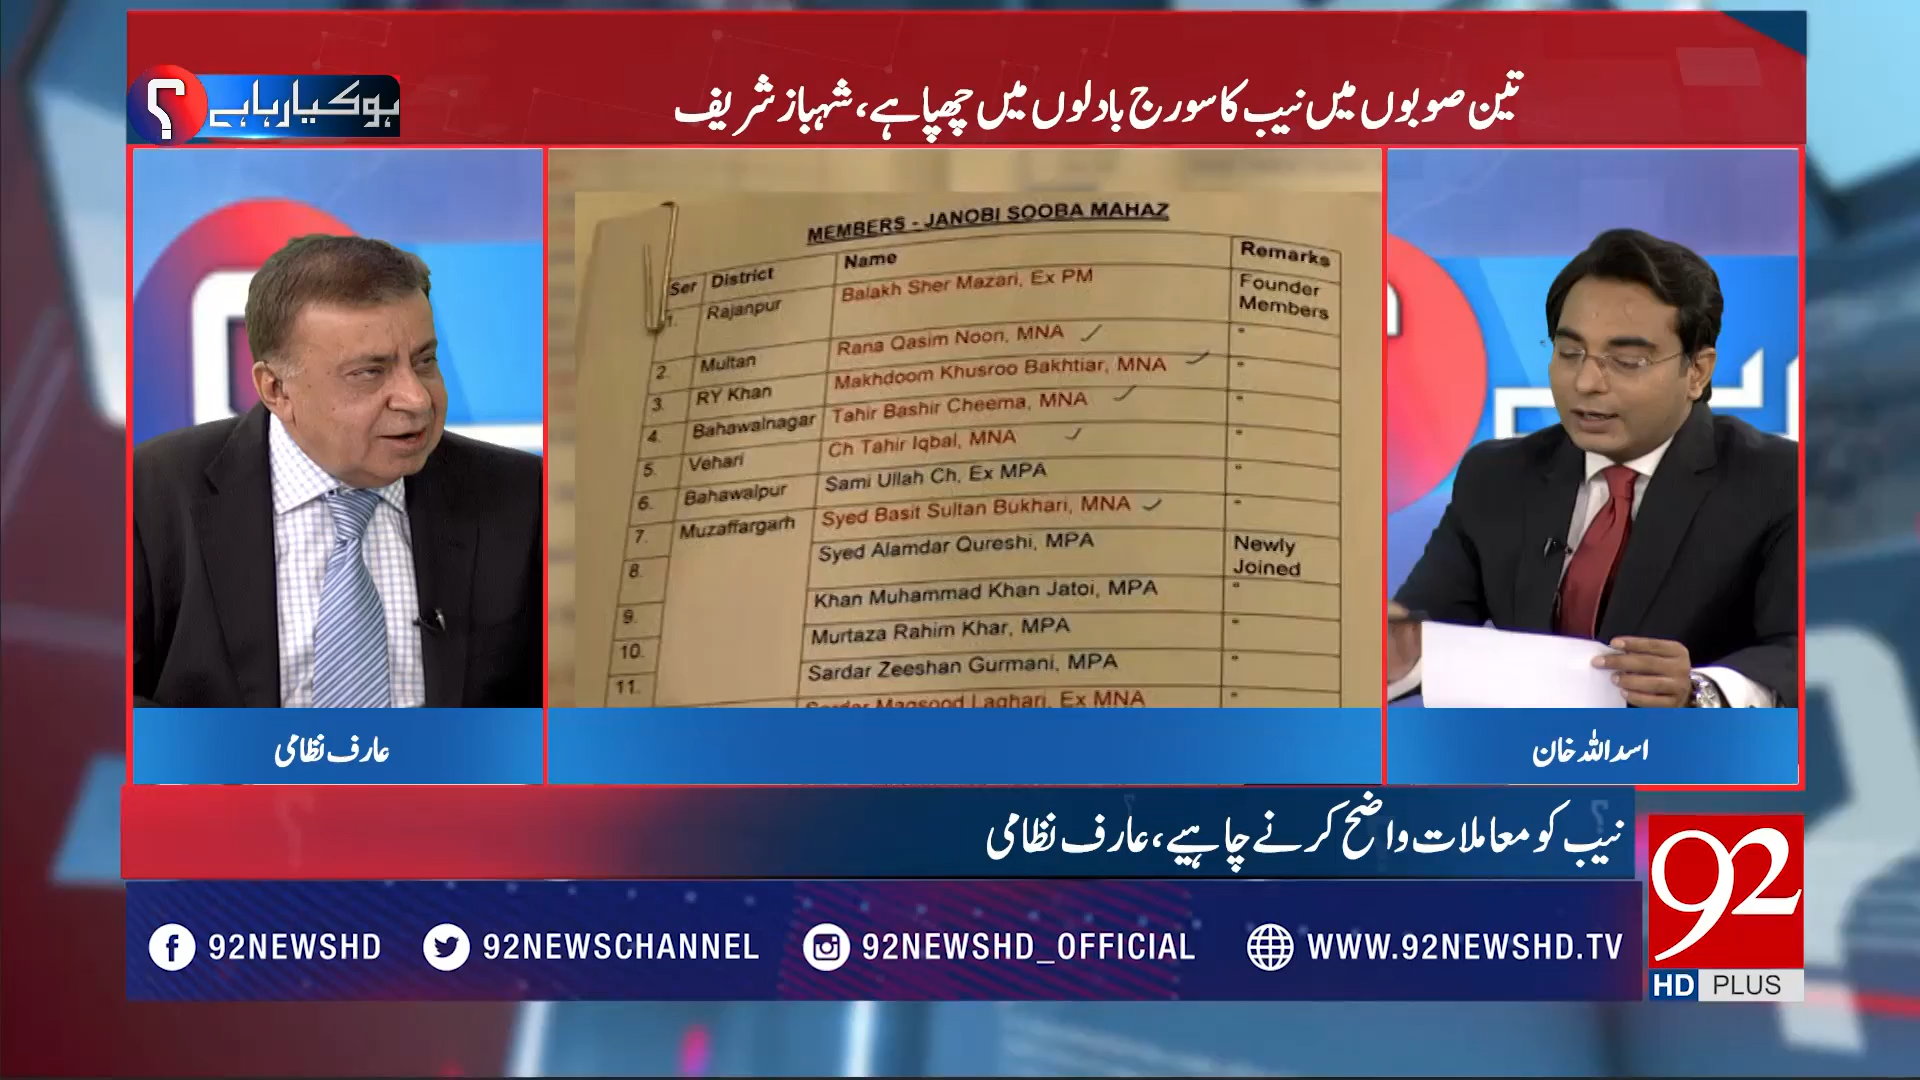 تین صوبوں میں نیب کا سورج بادلوں میں چھپا ہے، شہباز شریف
ہو کیا رہا ہے ؟
MEMBERS - JANOBI SOOBA MAHAZ
Ser District Name Remarks
1. Rajanpur Balakh Sher Mazari, Ex PM Founder Members
2. Multan Rana Qasim Noon, MNA "
3. RY Khan Makhdoom Khusroo Bakhtiar, MNA "
4. Bahawalnagar Tahir Bashir Cheema, MNA "
5. Vehari Ch Tahir Iqbal, MNA "
6. Bahawalpur Sami Ullah Ch, Ex MPA "
7. Muzaffargarh Syed Basit Sultan Bukhari, MNA "
8. Syed Alamdar Qureshi, MPA Newly Joined
9. Khan Muhammad Khan Jatoi, MPA "
10. Murtaza Rahim Khar, MPA "
11. Sardar Zeeshan Gurmani, MPA "
Sardar Maqsood Laghari, Ex MNA "
عارف نظامی
اسد اللہ خان
نیب کو معاملات واضح کرنے چاہیے، عارف نظامی
92NEWSHD 92NEWSCHANNEL 92NEWSHD_OFFICIAL WWW.92NEWSHD.TV
92
HD PLUS